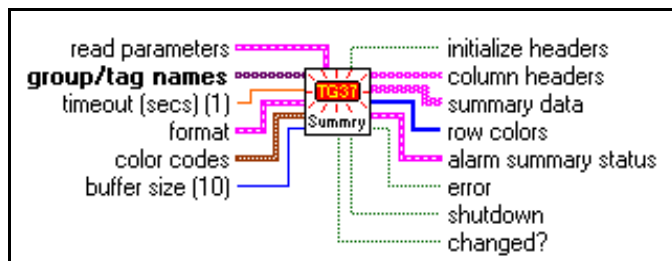 read parameters
group/tag names
timeout (secs) (1)
format
color codes
buffer size (10)
TG37
Summry
initialize headers
column headers
summary data
row colors
alarm summary status
error
shutdown
changed?